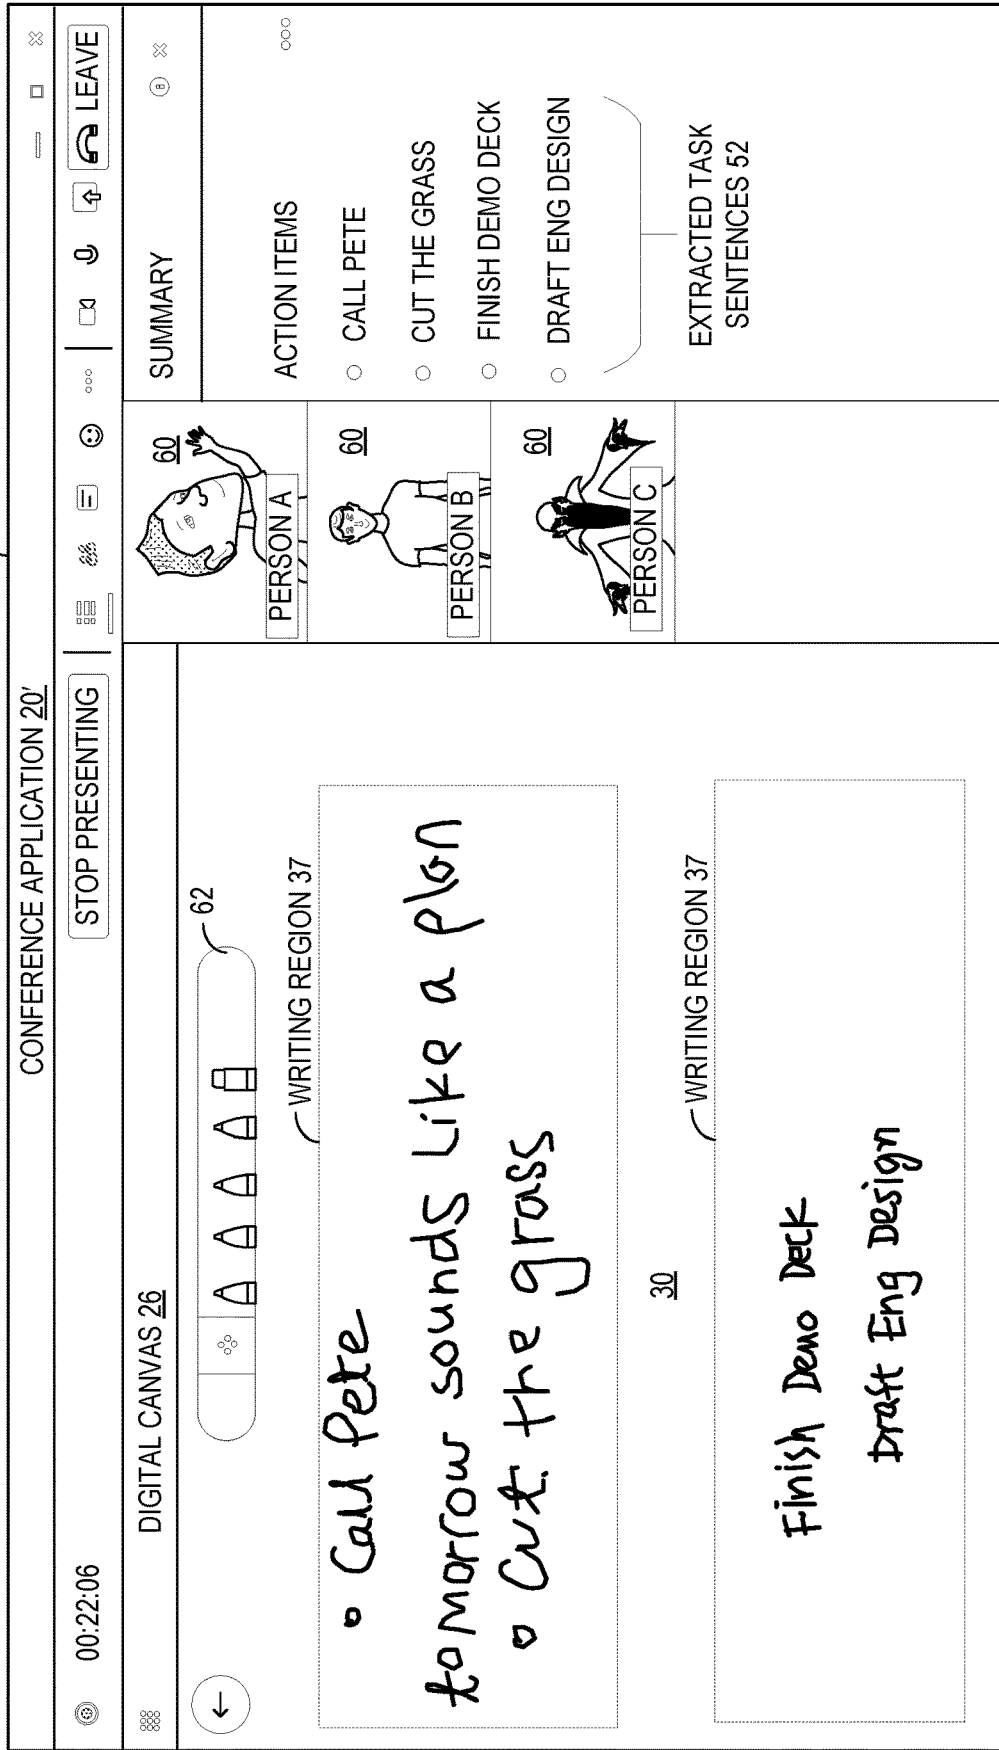 CONFERENCE APPLICATION 20'
00:22:06
STOP PRESENTING
LEAVE
DIGITAL CANVAS 26
62
WRITING REGION 37
• Call Pete
tomorrow sounds Like a plan
• Cut the grass
30
WRITING REGION 37
Finish Demo Deck
Draft Eng Design
60
PERSON A
60
PERSON B
60
PERSON C
SUMMARY
ACTION ITEMS
○ CALL PETE
○ CUT THE GRASS
○ FINISH DEMO DECK
○ DRAFT ENG DESIGN
EXTRACTED TASK
SENTENCES 52